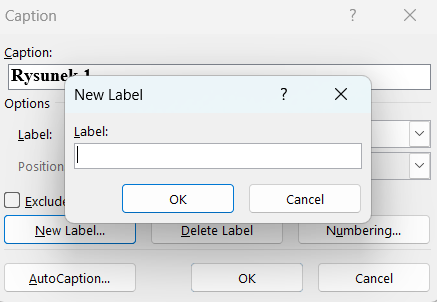 Caption ?
Caption:
Rysunek 1
New Label ?
Options
Label:
Label:
Position
Exclude
OK Cancel
New Label... Delete Label Numbering...
AutoCaption... OK Cancel